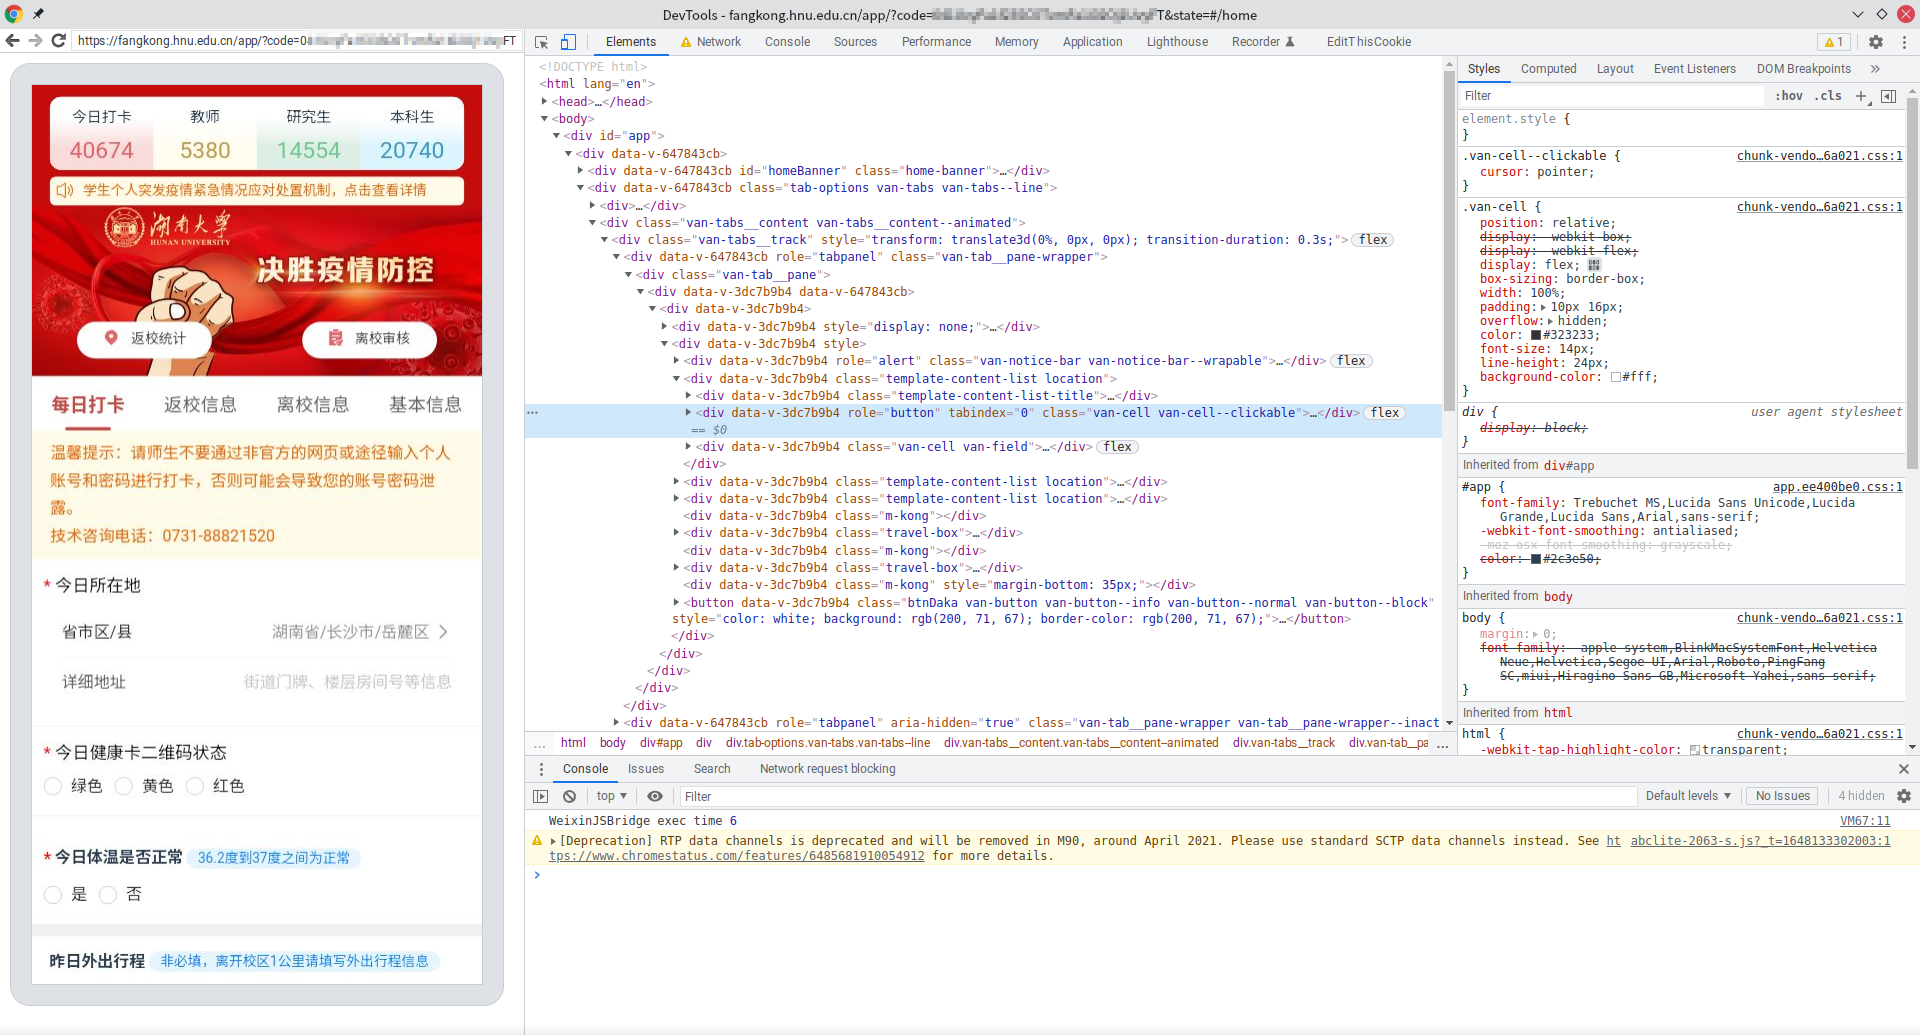 DevTools - fangkong.hnu.edu.cn/app/?code= T&state=#/home
https://fangkong.hnu.edu.cn/app/?code=0 FT
今日打卡 教师 研究生 本科生
40674 5380 14554 20740
学生个人突发疫情紧急情况应对处置机制，点击查看详情
湖南大学
HUNAN UNIVERSITY
决胜疫情防控
返校统计 离校审核
每日打卡 返校信息 离校信息 基本信息
温馨提示：请师生不要通过非官方的网页或途径输入个人
账号和密码进行打卡，否则可能会导致您的账号密码泄
露。
技术咨询电话：0731-88821520
* 今日所在地
省市区/县 湖南省/长沙市/岳麓区
详细地址 街道门牌、楼层房间号等信息
* 今日健康卡二维码状态
绿色 黄色 红色
* 今日体温是否正常 36.2度到37度之间为正常
是 否
昨日外出行程 非必填，离开校区1公里请填写外出行程信息
Elements Network Console Sources Performance Memory Application Lighthouse Recorder EditThisCookie 1
<!DOCTYPE html>
<html lang="en">
<head>…</head>
<body>
<div id="app">
<div data-v-647843cb>
<div data-v-647843cb id="homeBanner" class="home-banner">…</div>
<div data-v-647843cb class="tab-options van-tabs van-tabs--line">
<div>…</div>
<div class="van-tabs__content van-tabs__content--animated">
<div class="van-tabs__track" style="transform: translate3d(0%, 0px, 0px); transition-duration: 0.3s;"> flex
<div data-v-647843cb role="tabpanel" class="van-tab__pane-wrapper">
<div class="van-tab__pane">
<div data-v-3dc7b9b4 data-v-647843cb>
<div data-v-3dc7b9b4>
<div data-v-3dc7b9b4 style="display: none;">…</div>
<div data-v-3dc7b9b4 style>
<div data-v-3dc7b9b4 role="alert" class="van-notice-bar van-notice-bar--wrapable">…</div> flex
<div data-v-3dc7b9b4 class="template-content-list location">
<div data-v-3dc7b9b4 class="template-content-list-title">…</div>
… <div data-v-3dc7b9b4 role="button" tabindex="0" class="van-cell van-cell--clickable">…</div> flex
== $0
<div data-v-3dc7b9b4 class="van-cell van-field">…</div> flex
</div>
<div data-v-3dc7b9b4 class="template-content-list location">…</div>
<div data-v-3dc7b9b4 class="template-content-list location">…</div>
<div data-v-3dc7b9b4 class="m-kong"></div>
<div data-v-3dc7b9b4 class="travel-box">…</div>
<div data-v-3dc7b9b4 class="m-kong"></div>
<div data-v-3dc7b9b4 class="travel-box">…</div>
<div data-v-3dc7b9b4 class="m-kong" style="margin-bottom: 35px;"></div>
<button data-v-3dc7b9b4 class="btnDaka van-button van-button--info van-button--normal van-button--block"
style="color: white; background: rgb(200, 71, 67); border-color: rgb(200, 71, 67);">…</button>
</div>
</div>
</div>
</div>
</div>
<div data-v-647843cb role="tabpanel" aria-hidden="true" class="van-tab__pane-wrapper van-tab__pane-wrapper--inact
… html body div#app div div.tab-options.van-tabs.van-tabs--line div.van-tabs__content.van-tabs__content--animated div.van-tabs__track div.van-tab__pa …
Styles Computed Layout Event Listeners DOM Breakpoints »
Filter :hov .cls +
element.style {
}
.van-cell--clickable { chunk-vendo…6a021.css:1
cursor: pointer;
}
.van-cell { chunk-vendo…6a021.css:1
position: relative;
display: -webkit-box;
display: -webkit-flex;
display: flex;
box-sizing: border-box;
width: 100%;
padding: 10px 16px;
overflow: hidden;
color: #323233;
font-size: 14px;
line-height: 24px;
background-color: #fff;
}
div { user agent stylesheet
display: block;
}
Inherited from div#app
#app { app.ee400be0.css:1
font-family: Trebuchet MS,Lucida Sans Unicode,Lucida
Grande,Lucida Sans,Arial,sans-serif;
-webkit-font-smoothing: antialiased;
-moz-osx-font-smoothing: grayscale;
color: #2c3e50;
}
Inherited from body
body { chunk-vendo…6a021.css:1
margin: 0;
font-family: -apple-system,BlinkMacSystemFont,Helvetica
Neue,Helvetica,Segoe UI,Arial,Roboto,PingFang
SC,miui,Hiragino Sans GB,Microsoft Yahei,sans-serif;
}
Inherited from html
html { chunk-vendo…6a021.css:1
-webkit-tap-highlight-color: transparent;
Console Issues Search Network request blocking
top Filter Default levels No Issues 4 hidden
WeixinJSBridge exec time 6 VM67:11
[Deprecation] RTP data channels is deprecated and will be removed in M90, around April 2021. Please use standard SCTP data channels instead. See ht abclite-2063-s.js?_t=1648133302003:1
tps://www.chromestatus.com/features/6485681910054912 for more details.